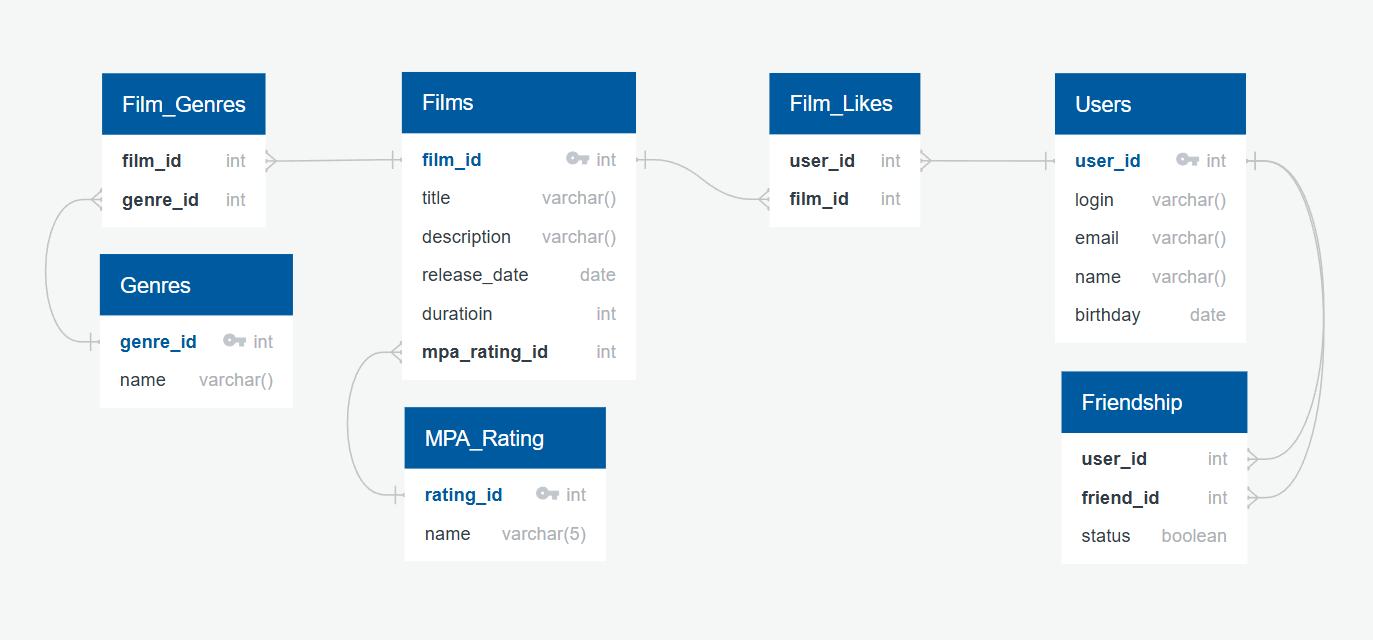 Film_Genres
film_id int
genre_id int
Genres
genre_id int
name varchar()
Films
film_id int
title varchar()
description varchar()
release_date date
duratioin int
mpa_rating_id int
MPA_Rating
rating_id int
name varchar(5)
Film_Likes
user_id int
film_id int
Users
user_id int
login varchar()
email varchar()
name varchar()
birthday date
Friendship
user_id int
friend_id int
status boolean